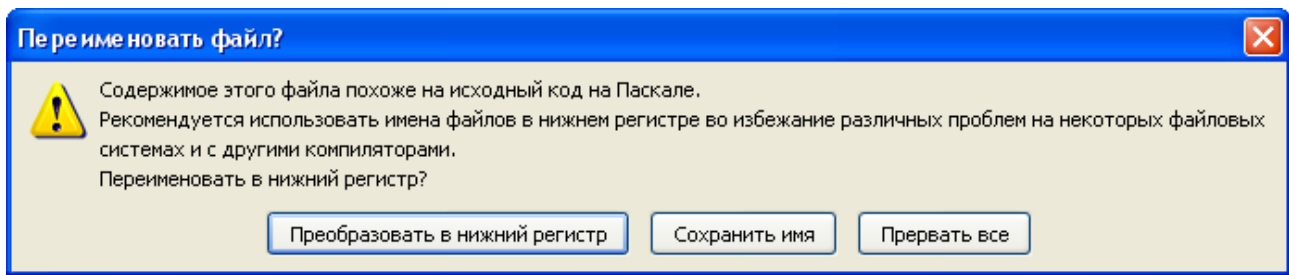 Переименовать файл?
Содержимое этого файла похоже на исходный код на Паскале.
Рекомендуется использовать имена файлов в нижнем регистре во избежание различных проблем на некоторых файловых
системах и с другими компиляторами.
Переименовать в нижний регистр?
Преобразовать в нижний регистр Сохранить имя Прервать все